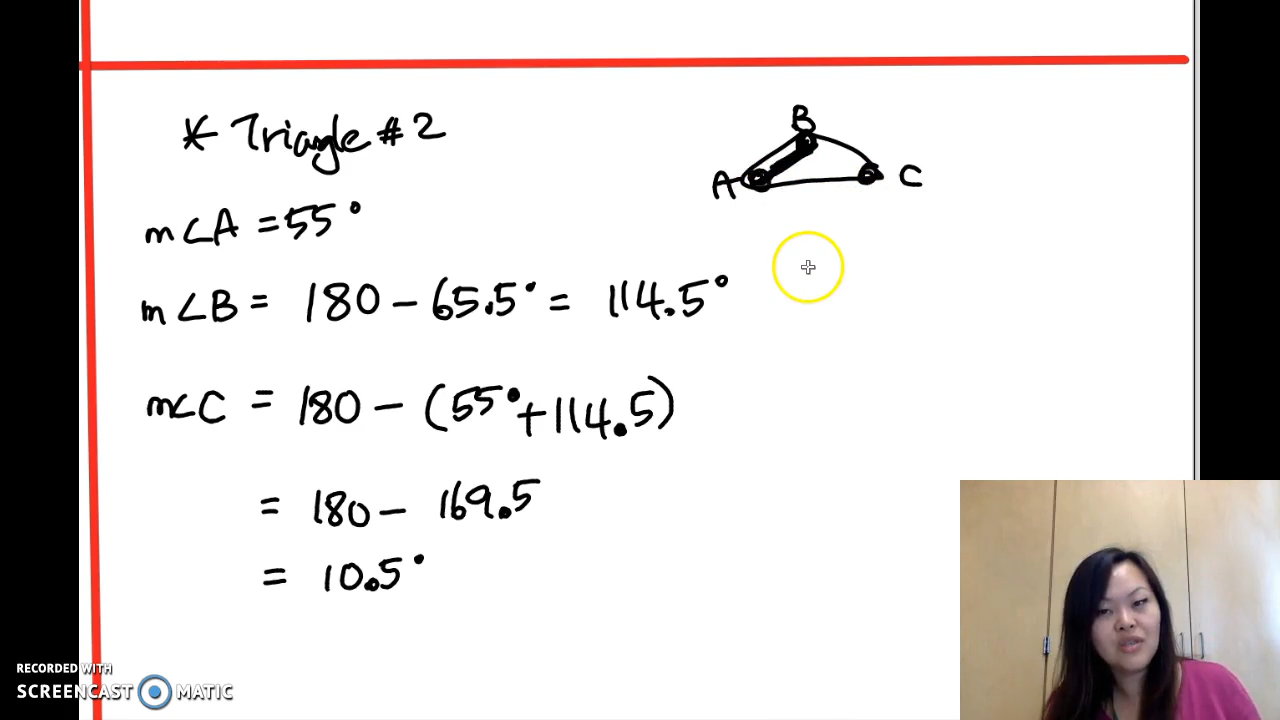 * Triagle #2
B
A C
m∠A = 55°
m∠B = 180 - 65.5° = 114.5°
m∠C = 180 - (55° + 114.5)
= 180 - 169.5
= 10.5°
RECORDED WITH
SCREENCAST MATIC